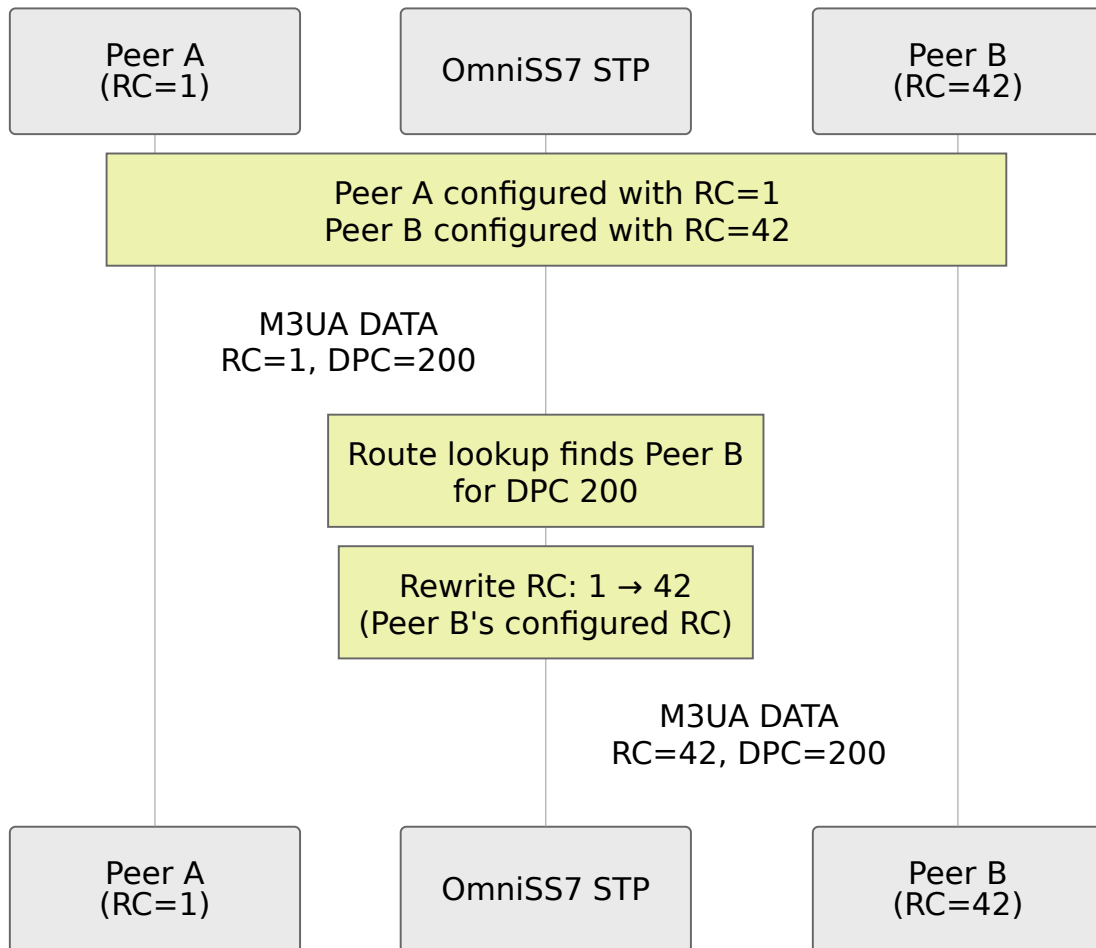 Peer A
(RC=1)
OmniSS7 STP
Peer B
(RC=42)
Peer A configured with RC=1
Peer B configured with RC=42
M3UA DATA
RC=1, DPC=200
Route lookup finds Peer B
for DPC 200
Rewrite RC: 1 → 42
(Peer B's configured RC)
M3UA DATA
RC=42, DPC=200
Peer A
(RC=1)
OmniSS7 STP
Peer B
(RC=42)